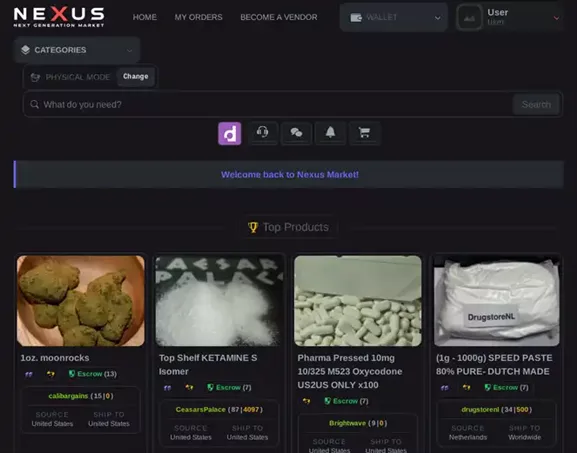 NEXUS
NEXT GENERATION MARKET
HOME
MY ORDERS
BECOME A VENDOR
WALLET
User
User
CATEGORIES
PHYSICAL MODE
Change
What do you need?
Search
Welcome back to Nexus Market!
Top Products
CAESARS
PALACE
DrugstoreNL
1oz. moonrocks
Escrow (13)
calibargains (15|0)
SOURCE
United States
SHIP TO
United States
Top Shelf KETAMINE S
Isomer
Escrow (7)
CeasarsPalace (87|4097)
SOURCE
United States
SHIP TO
United States
Pharma Pressed 10mg
10/325 M523 Oxycodone
US2US ONLY x100
Escrow (7)
Brightwave (9|0)
SOURCE
United States
SHIP TO
United States
(1g - 1000g) SPEED PASTE
80% PURE- DUTCH MADE
Escrow (7)
drugstorenl (34|500)
SOURCE
Netherlands
SHIP TO
Worldwide